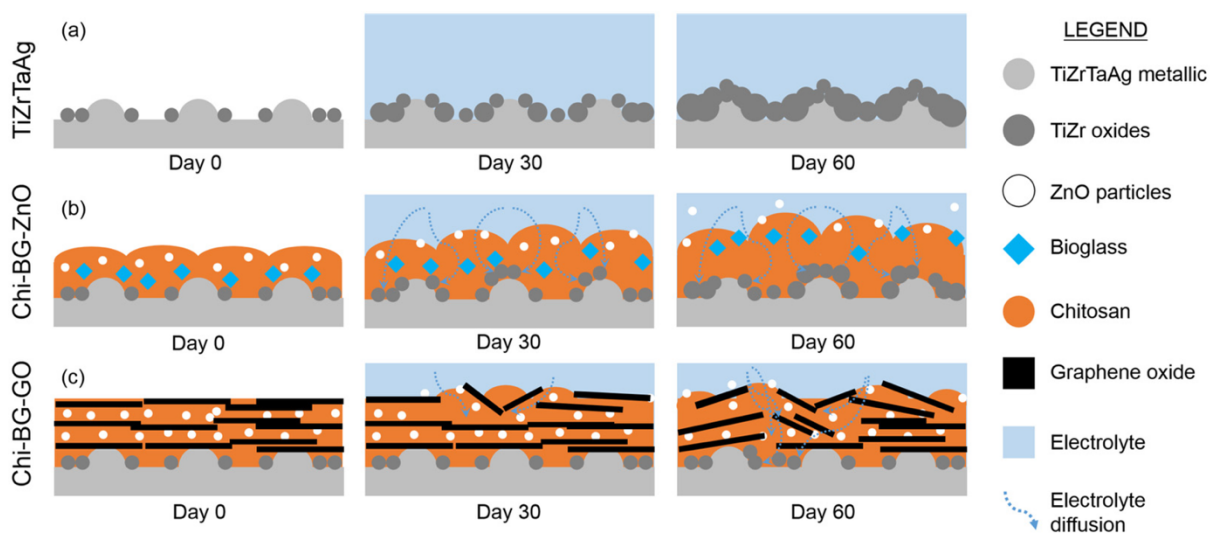 TiZrTaAg
(a)
Day 0
Day 30
Day 60
Chi-BG-ZnO
(b)
Day 0
Day 30
Day 60
Chi-BG-GO
(c)
Day 0
Day 30
Day 60
LEGEND
TiZrTaAg metallic
TiZr oxides
ZnO particles
Bioglass
Chitosan
Graphene oxide
Electrolyte
Electrolyte
diffusion